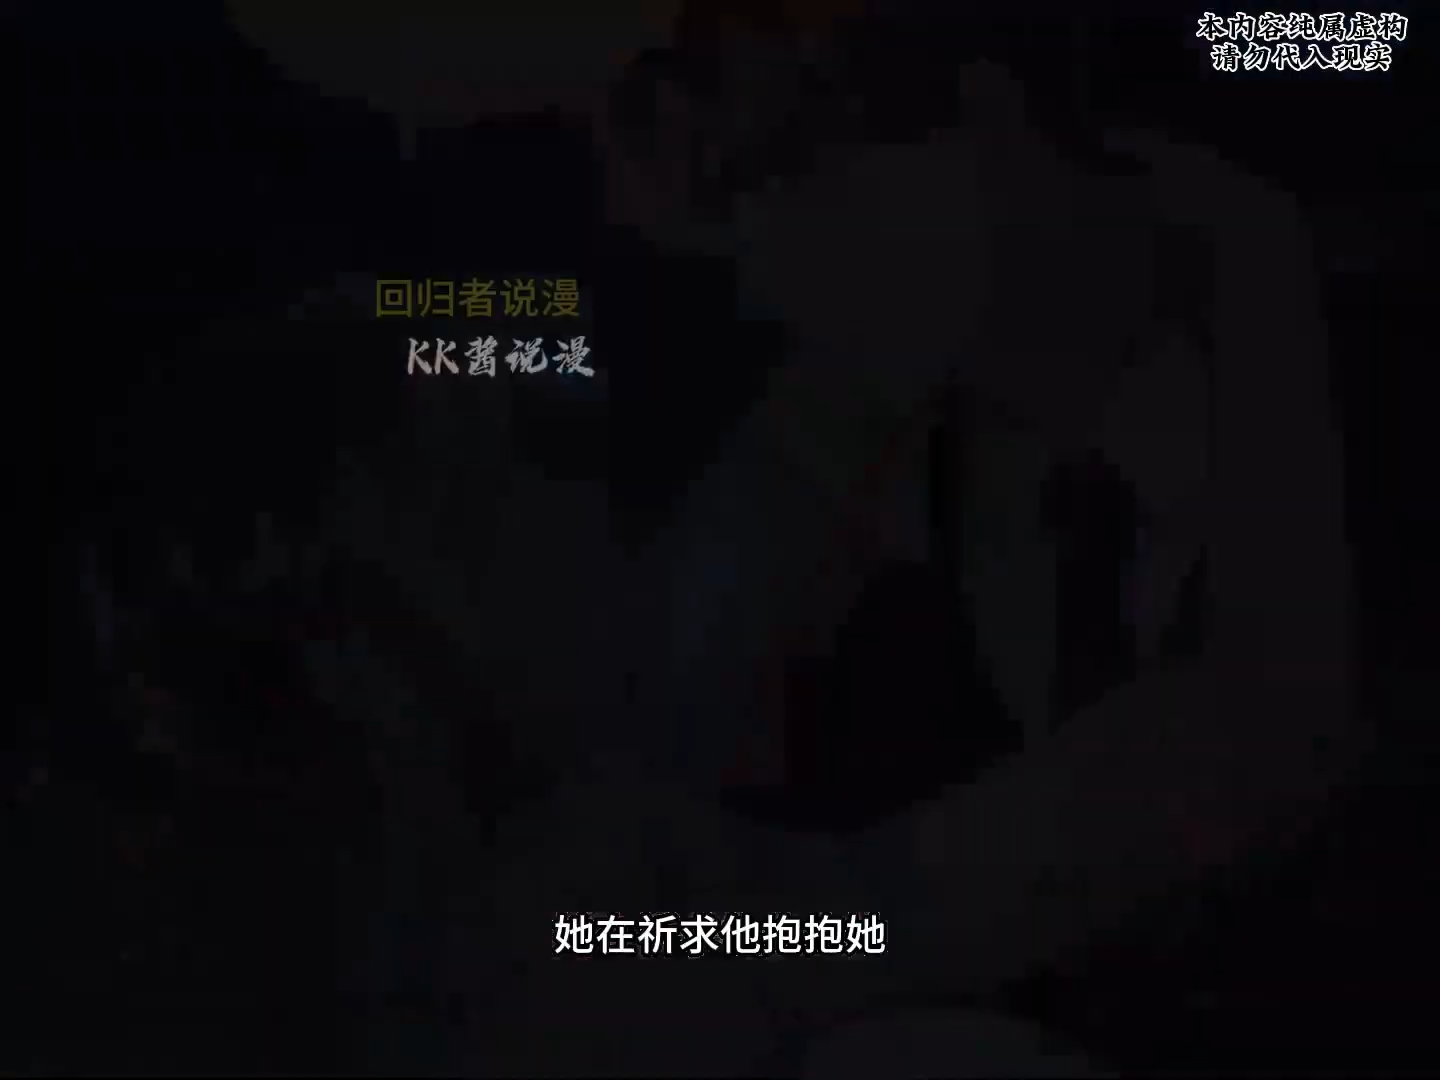 本内容纯属虚构
请勿代入现实
回归者说漫
KK酱说漫
她在祈求他抱抱她